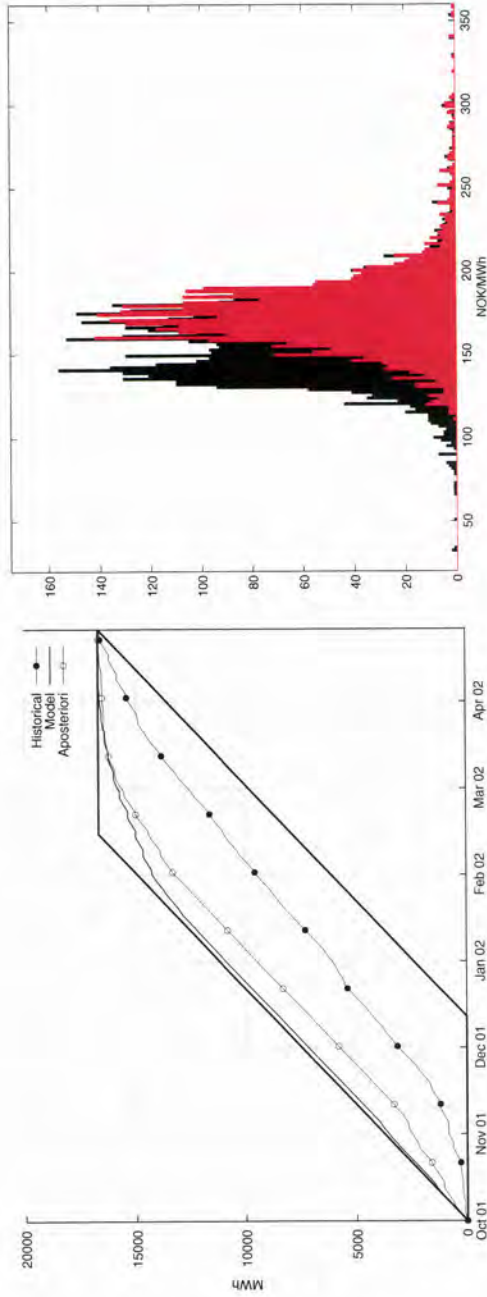 20000
15000
10000
5000
0
MWh
Oct 01
Nov 01
Dec 01
Jan 02
Feb 02
Mar 02
Apr 02
Historical
Model
Aposteriori
160
140
120
100
80
60
40
20
0
50
100
150
200
250
300
350
NOK/MWh